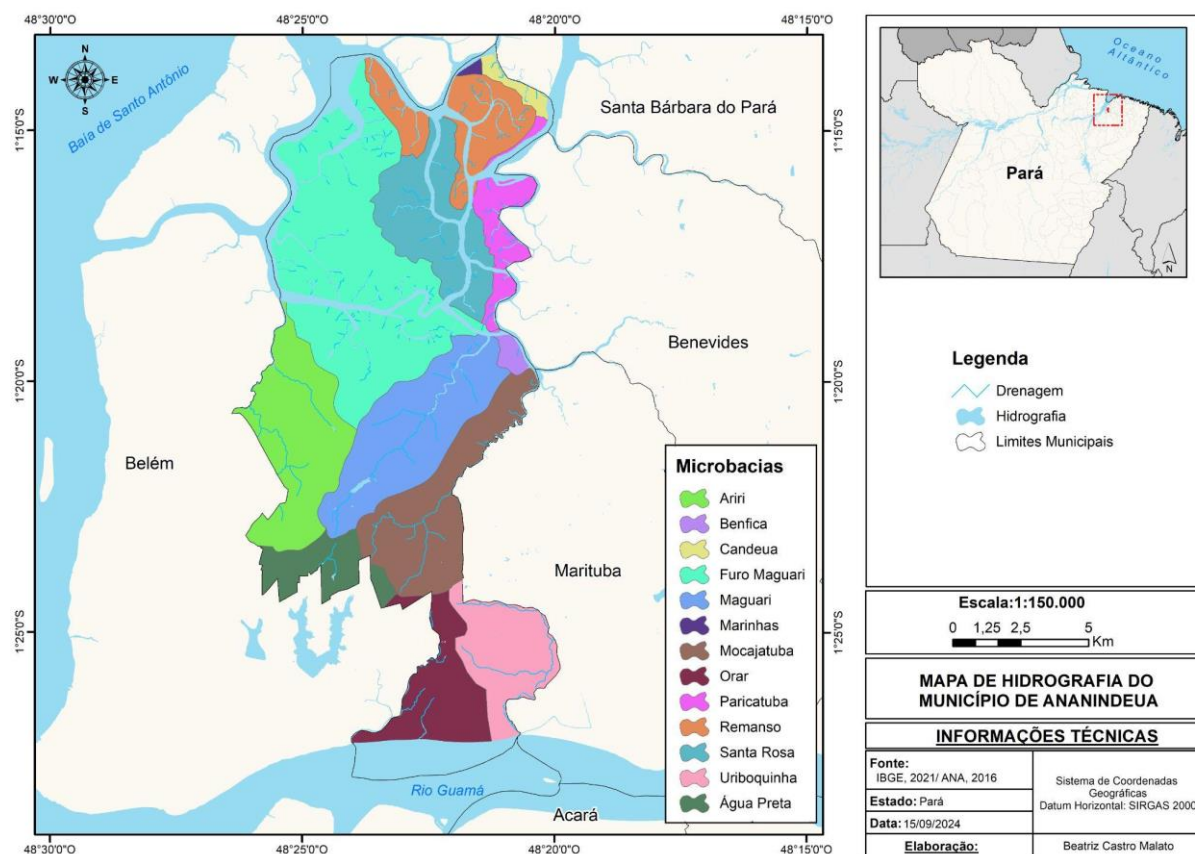 48°30'0"O 48°25'0"O 48°20'0"O 48°15'0"O
N
W E
S
Baía de Santo Antônio
Santa Bárbara do Pará
1°15'0"S 1°15'0"S
Benevides
1°20'0"S 1°20'0"S
Belém
Marituba
1°25'0"S 1°25'0"S
Rio Guamá
Acará
48°30'0"O 48°25'0"O 48°20'0"O 48°15'0"O
Microbacias
Ariri
Benfica
Candeua
Furo Maguari
Maguari
Marinhas
Mocajatuba
Orar
Paricatuba
Remanso
Santa Rosa
Uriboquinha
Água Preta
Oceano
Atlântico
Pará
N
Legenda
Drenagem
Hidrografia
Limites Municipais
Escala:1:150.000
0 1,25 2,5 5
Km
MAPA DE HIDROGRAFIA DO
MUNICÍPIO DE ANANINDEUA
INFORMAÇÕES TÉCNICAS
Fonte:
IBGE, 2021/ ANA, 2016
Estado: Pará
Data: 15/09/2024
Sistema de Coordenadas
Geográficas
Datum Horizontal: SIRGAS 2000
Elaboração:
Beatriz Castro Malato